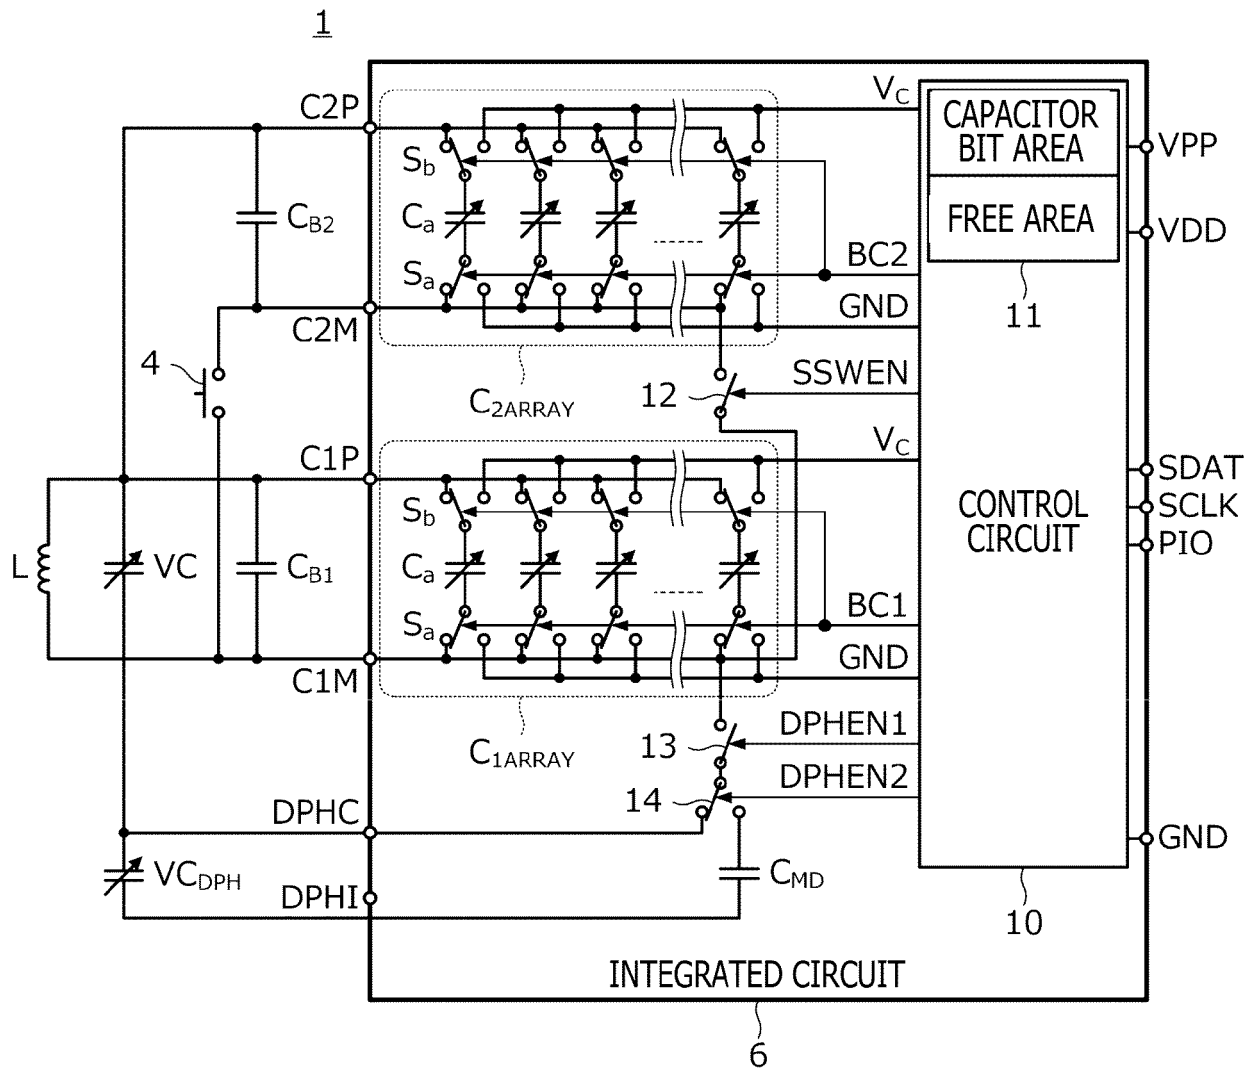 1
C2P
VC
CAPACITOR
BIT AREA
VPP
Sb
CB2
Ca
FREE AREA
VDD
Sa
BC2
GND
11
C2M
4
12
SSWEN
C2ARRAY
C1P
VC
SDAT
Sb
CONTROL
CIRCUIT
SCLK
PIO
L
VC
CB1
Ca
BC1
Sa
GND
C1M
13
DPHEN1
C1ARRAY
14
DPHEN2
DPHC
GND
VCDPH
CMD
DPHI
10
INTEGRATED CIRCUIT
6